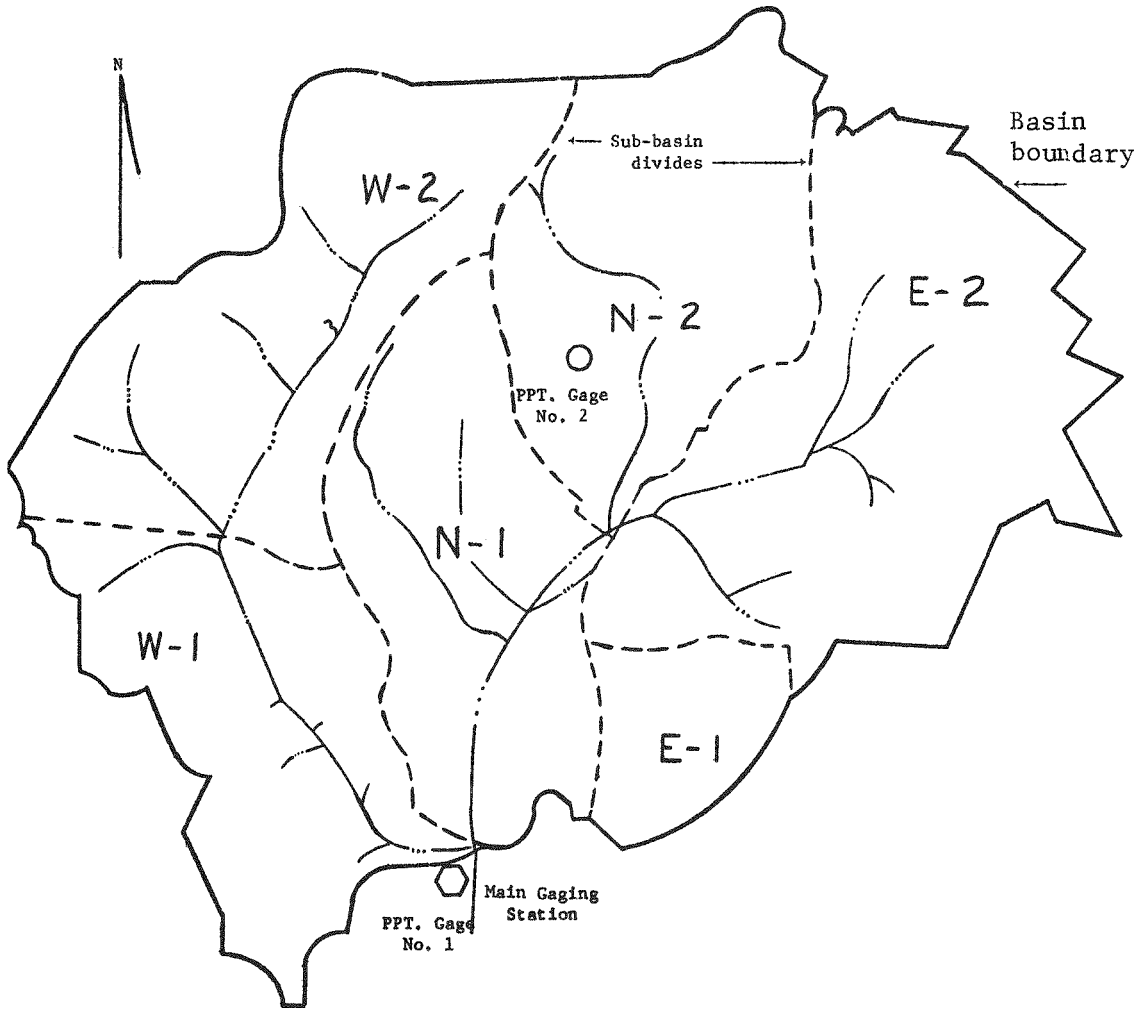 N
Basin
boundary
Sub-basin
divides
W-2
E-2
N-2
PPT. Gage
No. 2
N-1
W-1
E-1
Main Gaging
Station
PPT. Gage
No. 1